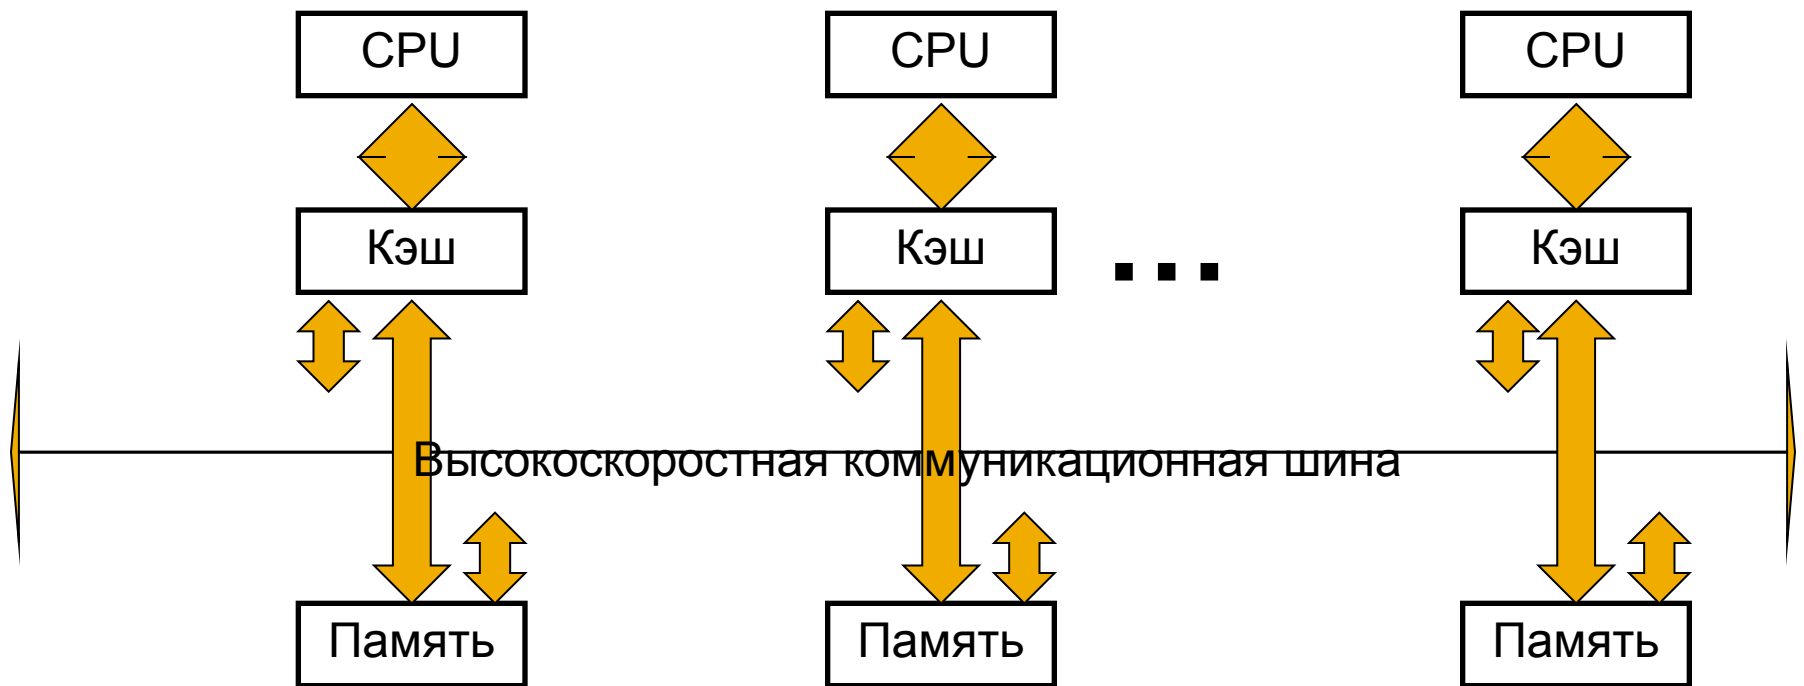 CPU
CPU
CPU
Кэш
Кэш
...
Кэш
Высокоскоростная коммуникационная шина
Память
Память
Память